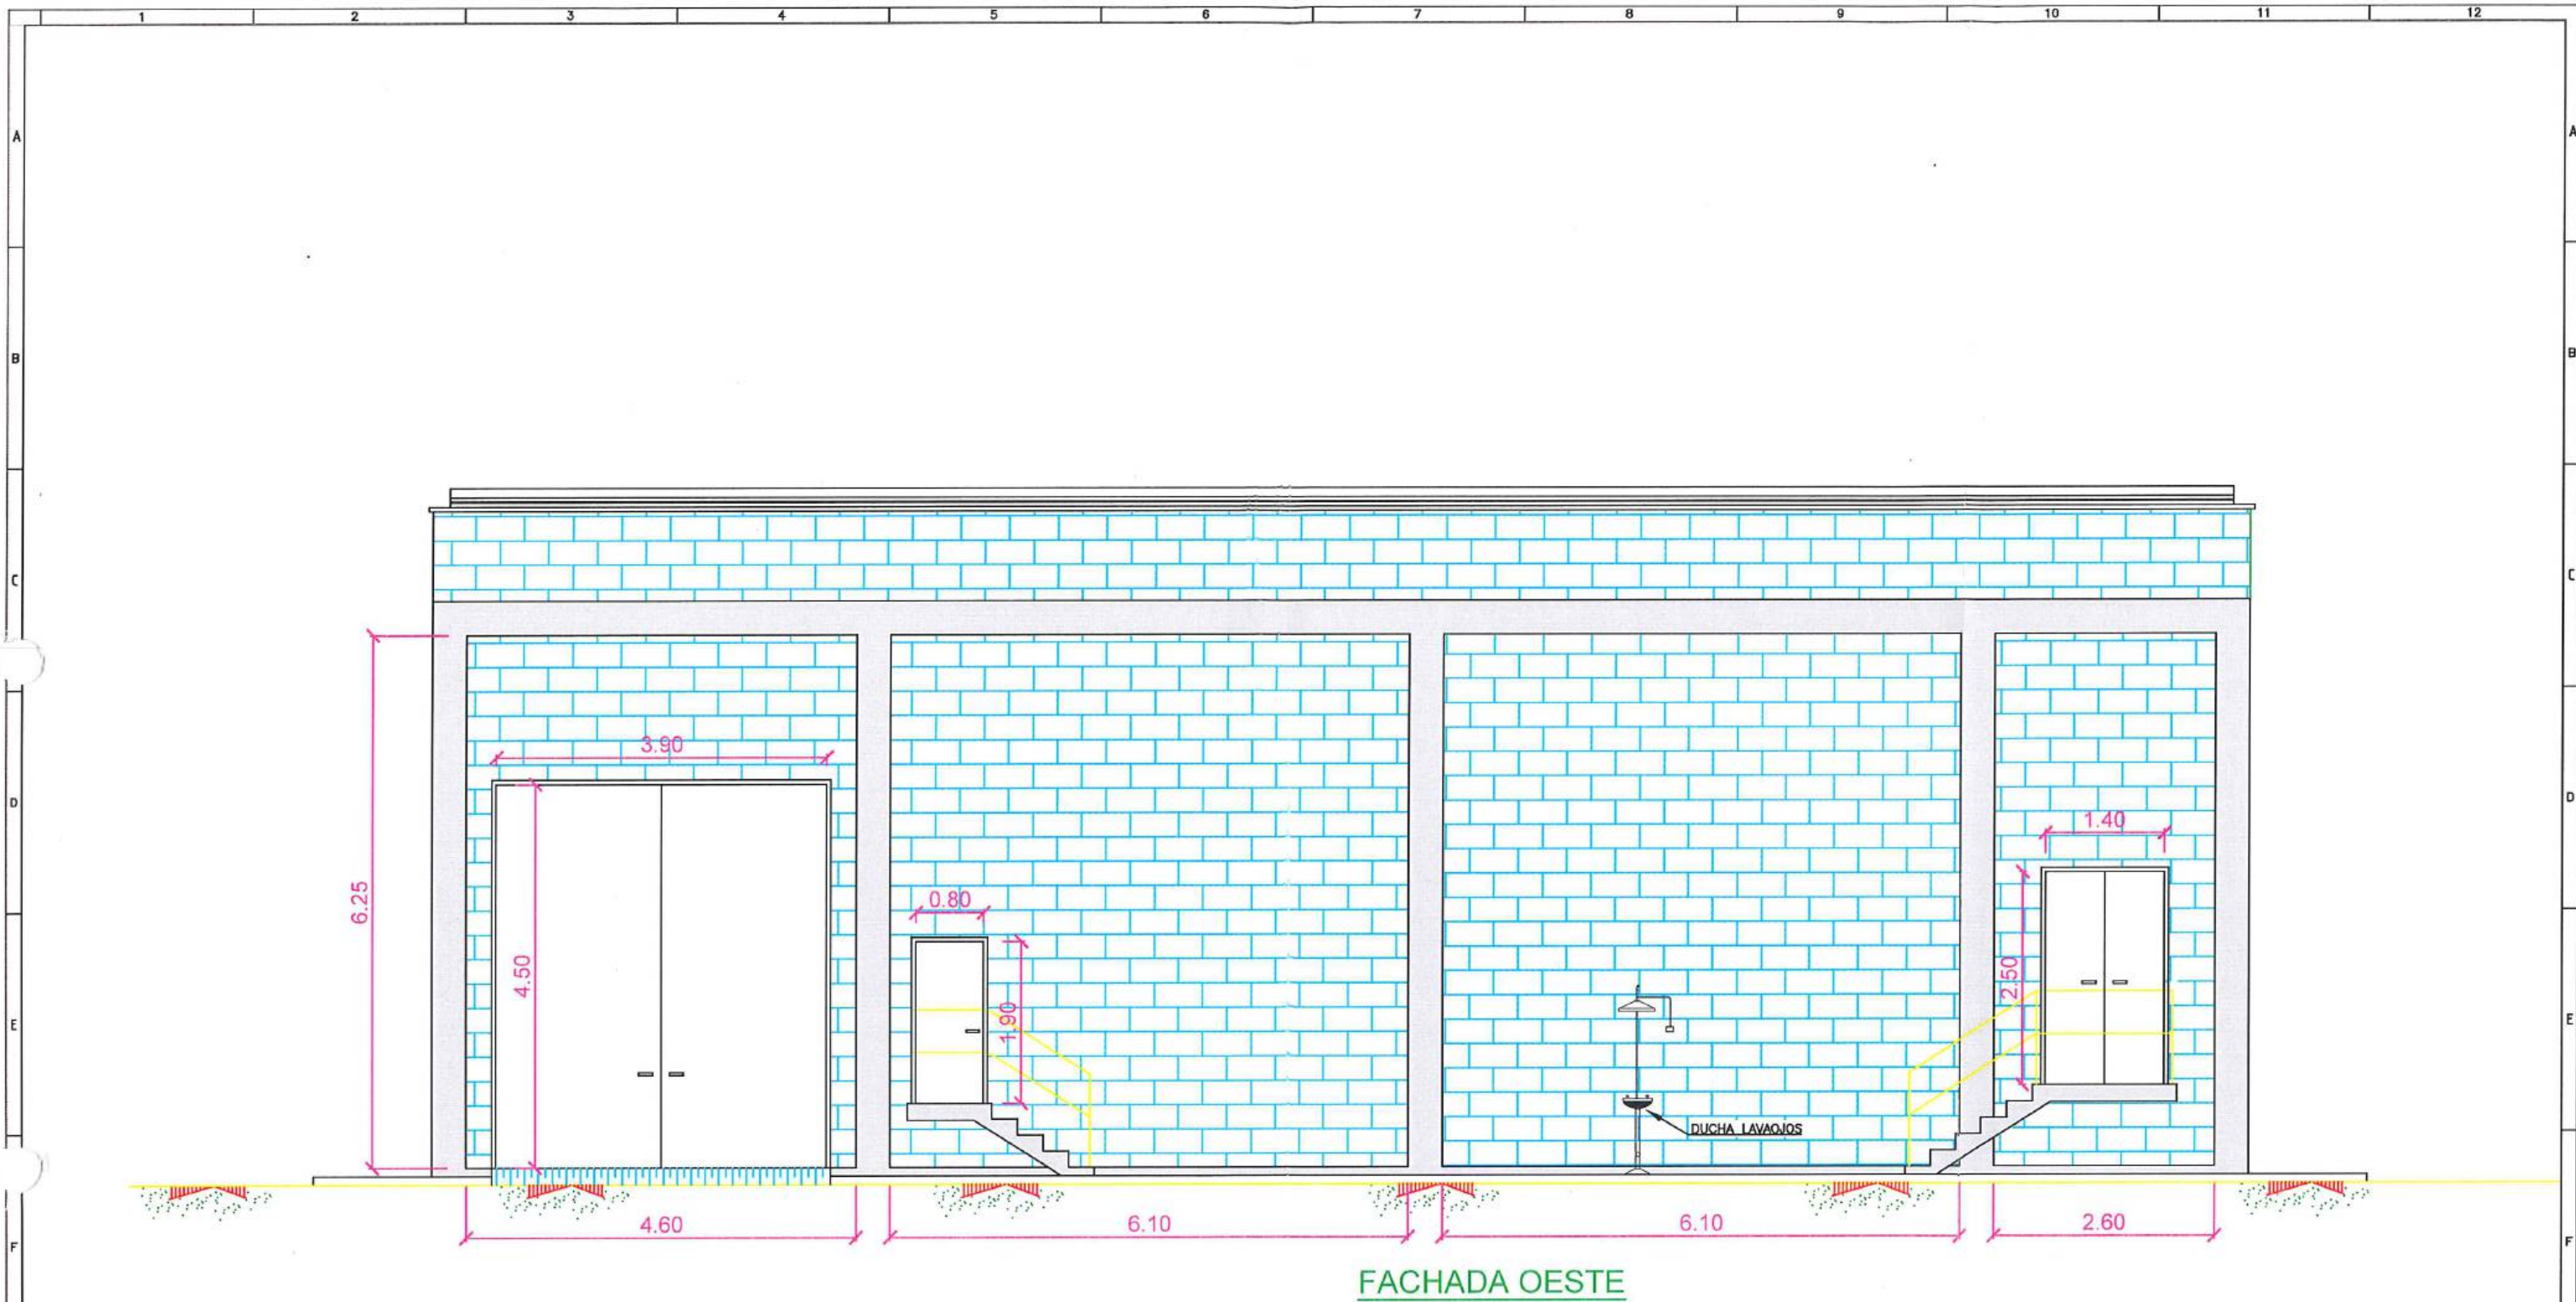 1 2 3 4 5 6 7 8 9 10 11 12
A A
B B
C C
D D
E E
F F
3.90
1.40
6.25
0.80
4.50
2.50
1.90
DUCHA LAVAOJOS
4.60 6.10 6.10 2.60
FACHADA OESTE